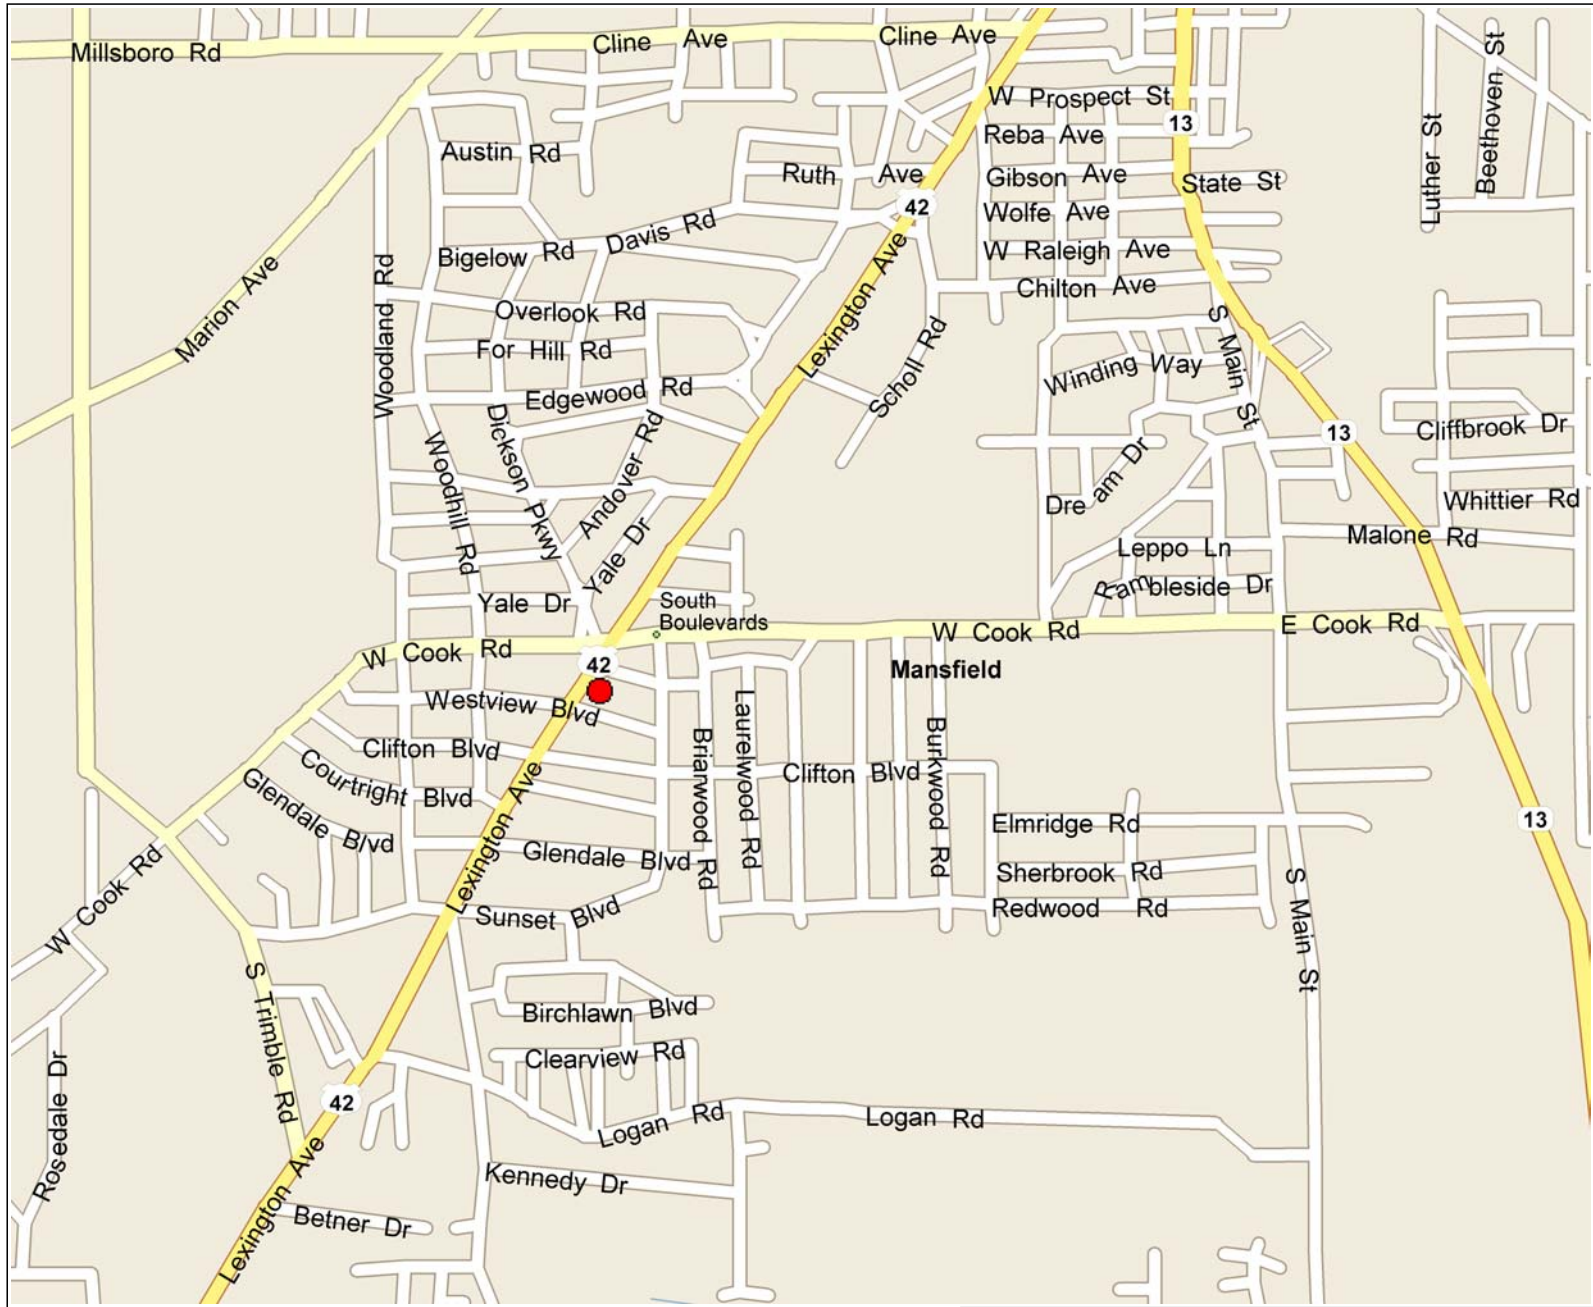 Millsboro Rd
Cline Ave
Cline Ave
Beethoven St
Luther St
W Prospect St
13
Reba Ave
Austin Rd
Ruth Ave
Gibson Ave
State St
42
Wolfe Ave
Davis Rd
Bigelow Rd
W Raleigh Ave
Chilton Ave
Marion Ave
Woodland Rd
Overlook Rd
Lexington Ave
For Hill Rd
Scholl Rd
S Main St
Winding Way
Edgewood Rd
Dickson Pkwy
Andover Rd
Woodhill Rd
13
Cliffbrook Dr
Dream Dr
Whittier Rd
Malone Rd
Leppo Ln
Rambleside Dr
Yale Dr
Yale Dr
South
Boulevards
W Cook Rd
E Cook Rd
W Cook Rd
42
Mansfield
Westview Blvd
Clifton Blvd
Courtright Blvd
Glendale Blvd
Briarwood Rd
Laurelwood Rd
Clifton Blvd
Burkwood Rd
Lexington Ave
Elmridge Rd
13
Glendale Blvd
Sherbrook Rd
W Cook Rd
Sunset Blvd
Redwood Rd
S Main St
S Trimble Rd
Birchlawn Blvd
Clearview Rd
42
Rosedale Dr
Logan Rd
Logan Rd
Kennedy Dr
Lexington Ave
Betner Dr